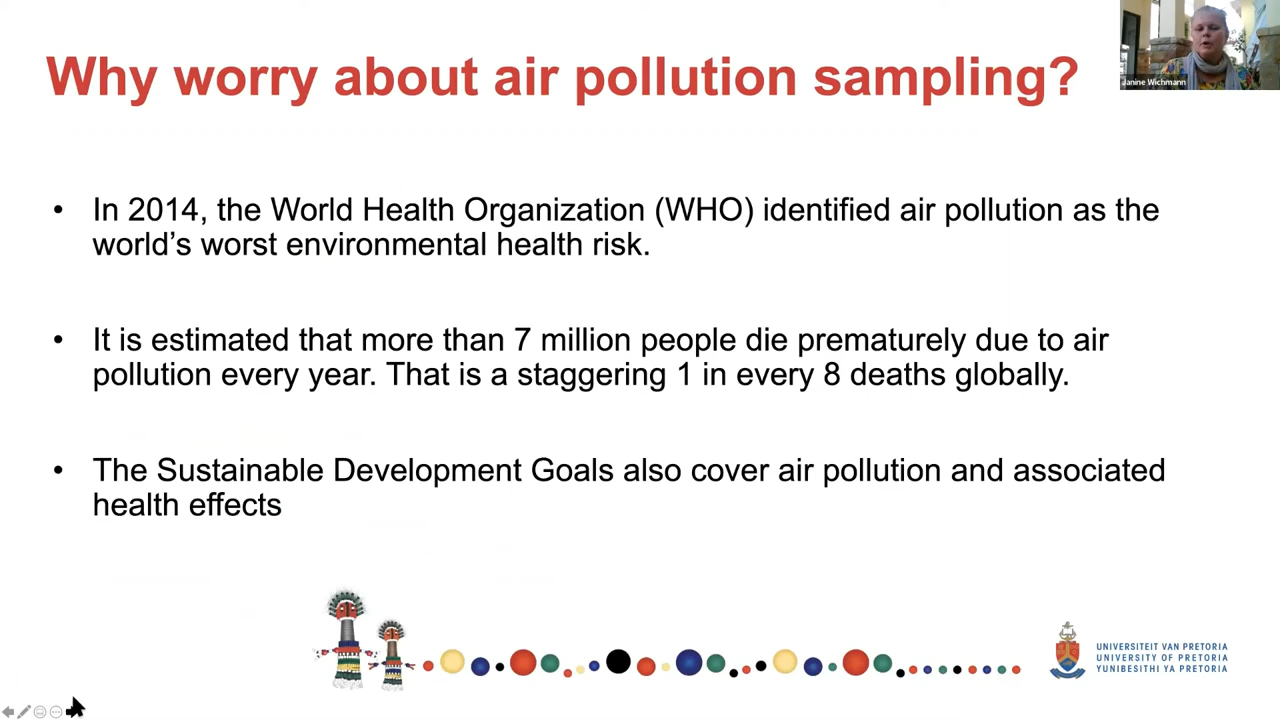 Why worry about air pollution sampling?
Janine Wichmann
• In 2014, the World Health Organization (WHO) identified air pollution as the
world's worst environmental health risk.
• It is estimated that more than 7 million people die prematurely due to air
pollution every year. That is a staggering 1 in every 8 deaths globally.
• The Sustainable Development Goals also cover air pollution and associated
health effects
UNIVERSITEIT VAN PRETORIA
UNIVERSITY OF PRETORIA
YUNIBESITHI YA PRETORIA